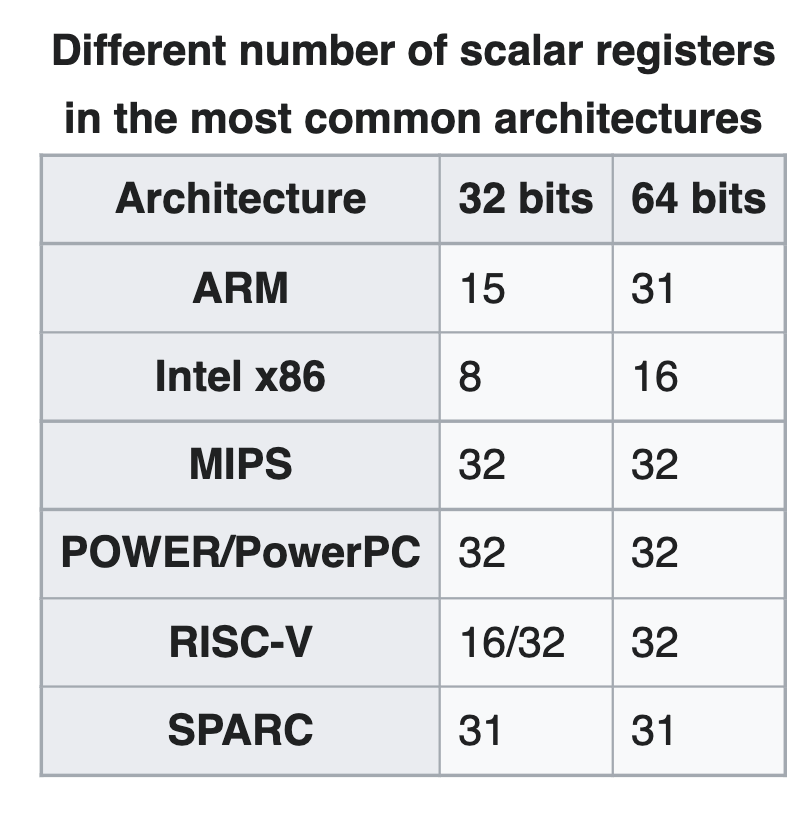 Different number of scalar registers
in the most common architectures
Architecture 32 bits 64 bits
ARM 15 31
Intel x86 8 16
MIPS 32 32
POWER/PowerPC 32 32
RISC-V 16/32 32
SPARC 31 31